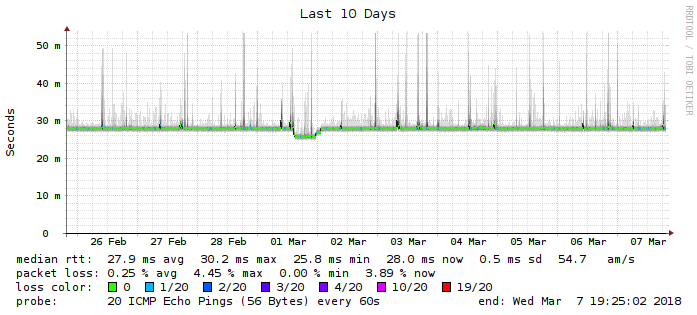 Last 10 Days
RRDTOOL / TOBI OETIKER
Seconds
50 m
40 m
30 m
20 m
10 m
0
26 Feb 27 Feb 28 Feb 01 Mar 02 Mar 03 Mar 04 Mar 05 Mar 06 Mar 07 Mar
median rtt: 27.9 ms avg 30.2 ms max 25.8 ms min 28.0 ms now 0.5 ms sd 54.7 am/s
packet loss: 0.25 % avg 4.45 % max 0.00 % min 3.89 % now
loss color: 0 1/20 2/20 3/20 4/20 10/20 19/20
probe: 20 ICMP Echo Pings (56 Bytes) every 60s end: Wed Mar 7 19:25:02 2018